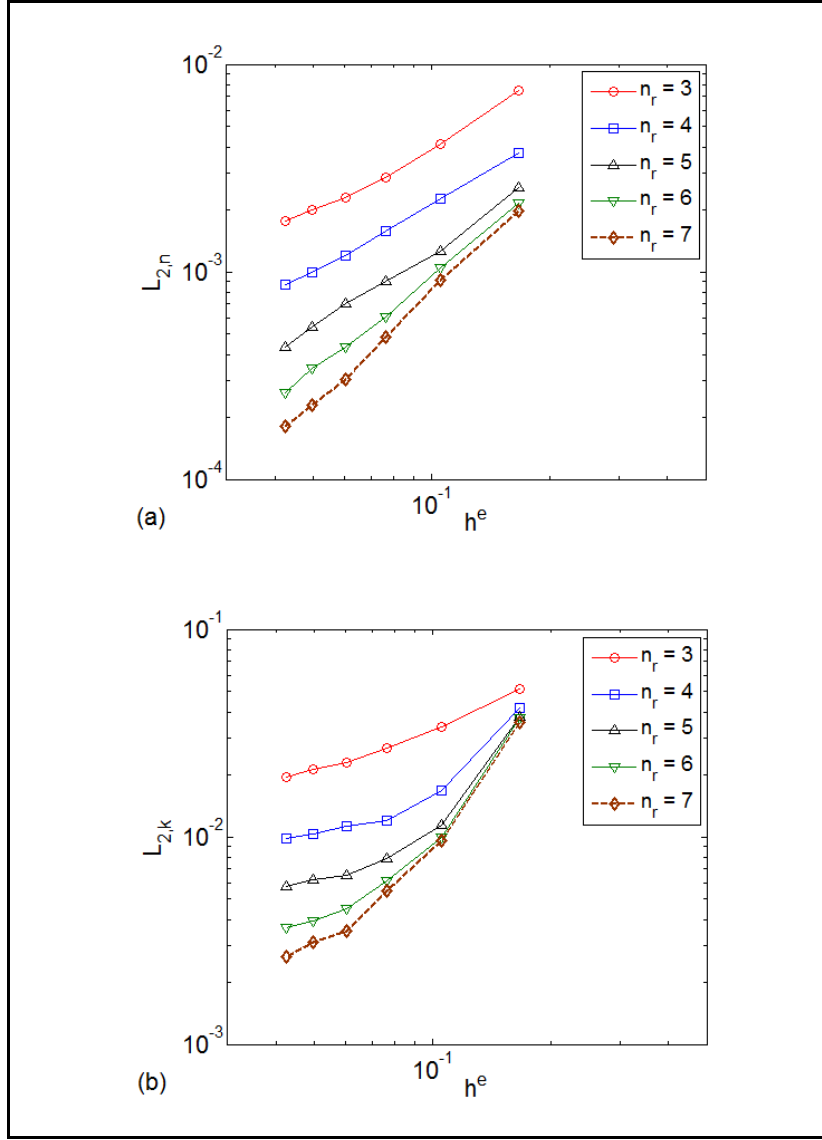 10^-2
n_r = 3
n_r = 4
n_r = 5
n_r = 6
n_r = 7
L_2,n
10^-3
10^-4
10^-1
(a)
h^e
10^-1
n_r = 3
n_r = 4
n_r = 5
n_r = 6
n_r = 7
L_2,k
10^-2
10^-3
10^-1
(b)
h^e